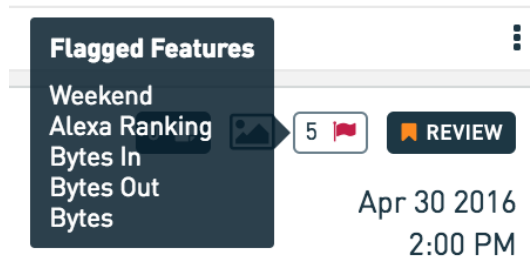 Flagged Features
Weekend
Alexa Ranking
Bytes In
Bytes Out
Bytes
5
REVIEW
Apr 30 2016
2:00 PM